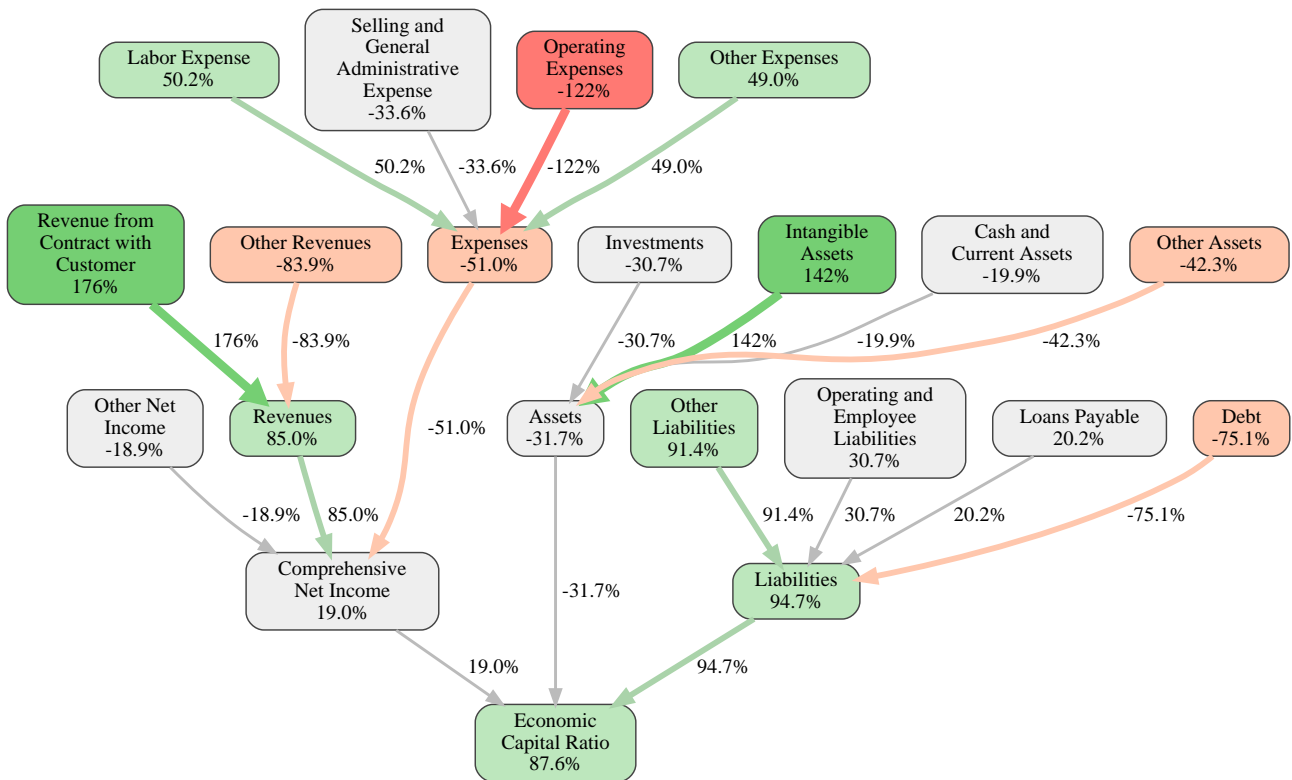 Selling and
General
Administrative
Expense
-33.6%
Labor Expense
50.2%
Operating
Expenses
-122%
Other Expenses
49.0%
50.2%
-33.6%
-122%
49.0%
Revenue from
Contract with
Customer
176%
Other Revenues
-83.9%
Expenses
-51.0%
Investments
-30.7%
Intangible
Assets
142%
Cash and
Current Assets
-19.9%
Other Assets
-42.3%
176%
-83.9%
-30.7%
142%
-19.9%
-42.3%
Other Net
Income
-18.9%
Revenues
85.0%
-51.0%
Assets
-31.7%
Other
Liabilities
91.4%
Operating and
Employee
Liabilities
30.7%
Loans Payable
20.2%
Debt
-75.1%
-18.9%
85.0%
91.4%
30.7%
20.2%
-75.1%
Comprehensive
Net Income
19.0%
-31.7%
Liabilities
94.7%
19.0%
94.7%
Economic
Capital Ratio
87.6%